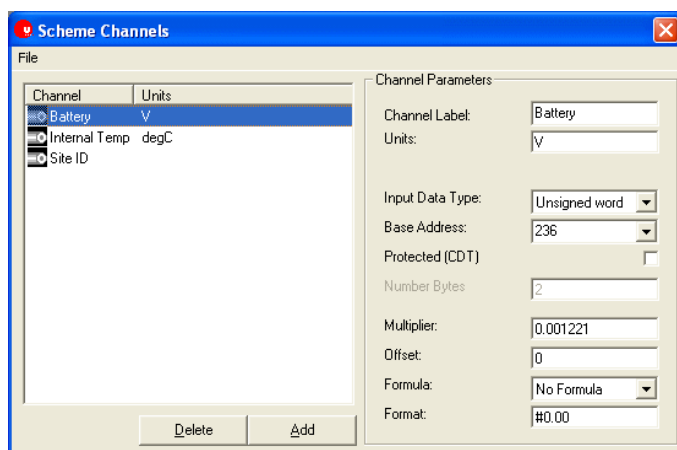 Scheme Channels
File
Channel Units
Battery V
Internal Temp degC
Site ID
Delete Add
Channel Parameters
Channel Label: Battery
Units: V
Input Data Type: Unsigned word
Base Address: 236
Protected (CDT)
Number Bytes 2
Multiplier: 0.001221
Offset: 0
Formula: No Formula
Format: #0.00